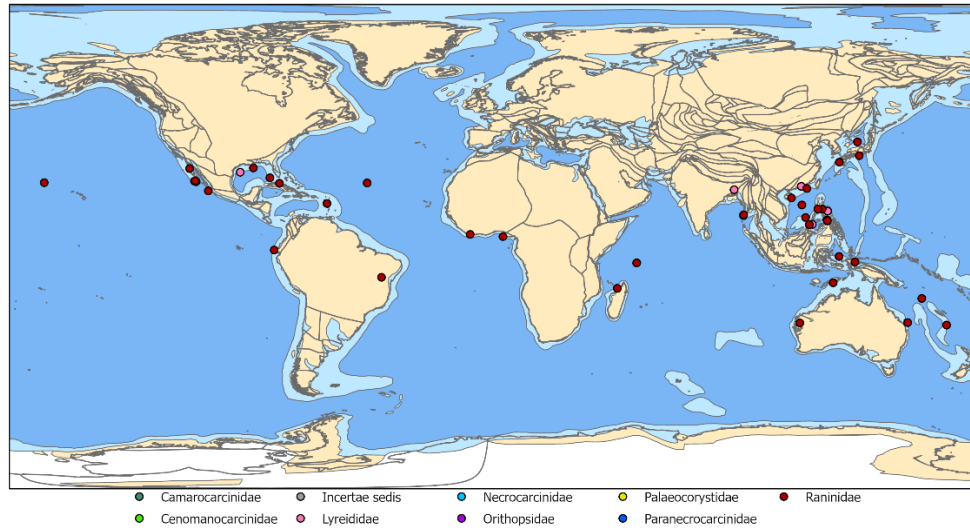 Camarocarcinidae Incertae sedis Necrocarcinidae Palaeocorystidae Raninidae
Cenomanocarcinidae Lyreididae Orithopsidae Paranecrocarcinidae